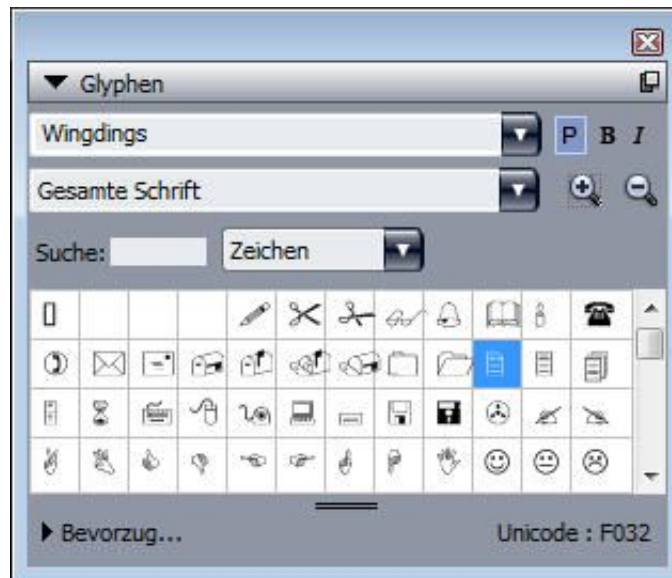 Glyphen
Wingdings
P B I
Gesamte Schrift
Suche:
Zeichen
Bevorzug...
Unicode : F032